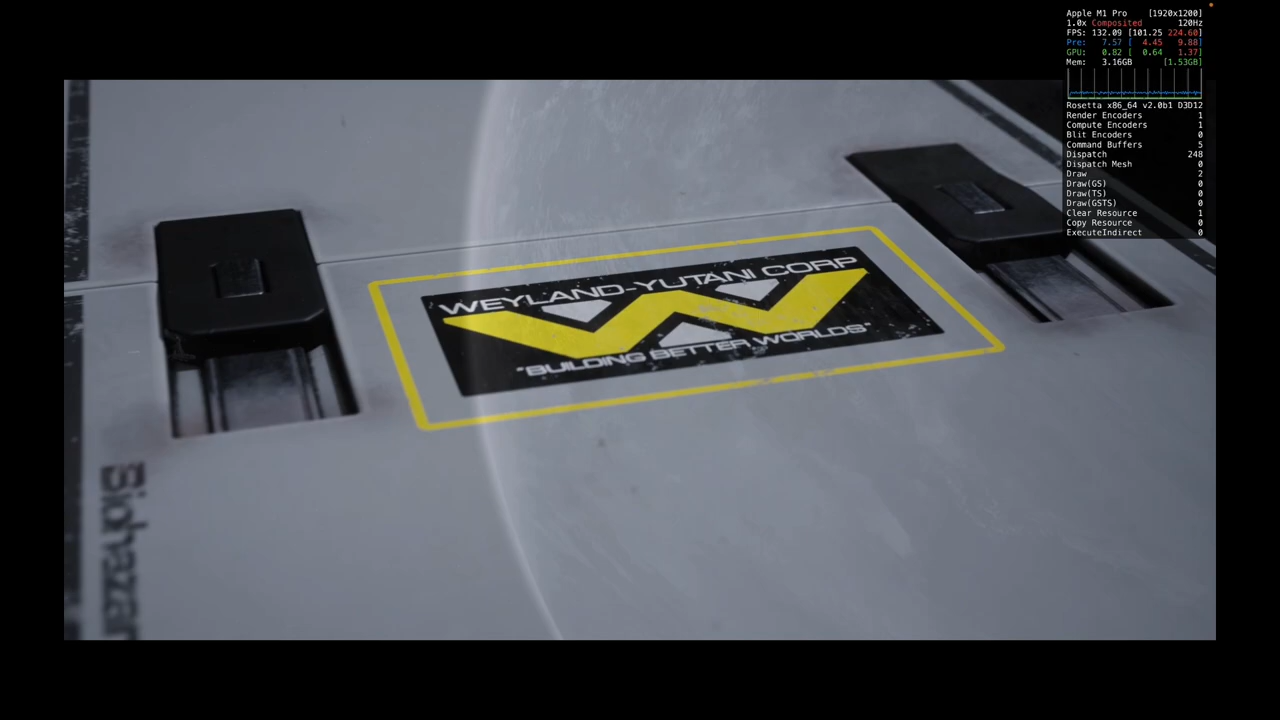 Apple M1 Pro [1920x1200]
1.0x Composited 120Hz
FPS: 132.09 [101.25 224.60]
Pre: 7.57 [ 4.45 9.88]
GPU: 0.82 [ 0.64 1.37]
Mem: 3.16GB [1.53GB]
Rosetta x86_64 v2.0b1 D3D12
Render Encoders 1
Compute Encoders 1
Blit Encoders 0
Command Buffers 5
Dispatch 248
Dispatch Mesh 0
Draw 2
Draw(GS) 0
Draw(TS) 0
Draw(GSTS) 0
Clear Resource 1
Copy Resource 0
ExecuteIndirect 0
WEYLAND-YUTANI CORP
"BUILDING BETTER WORLDS"
Biohazar